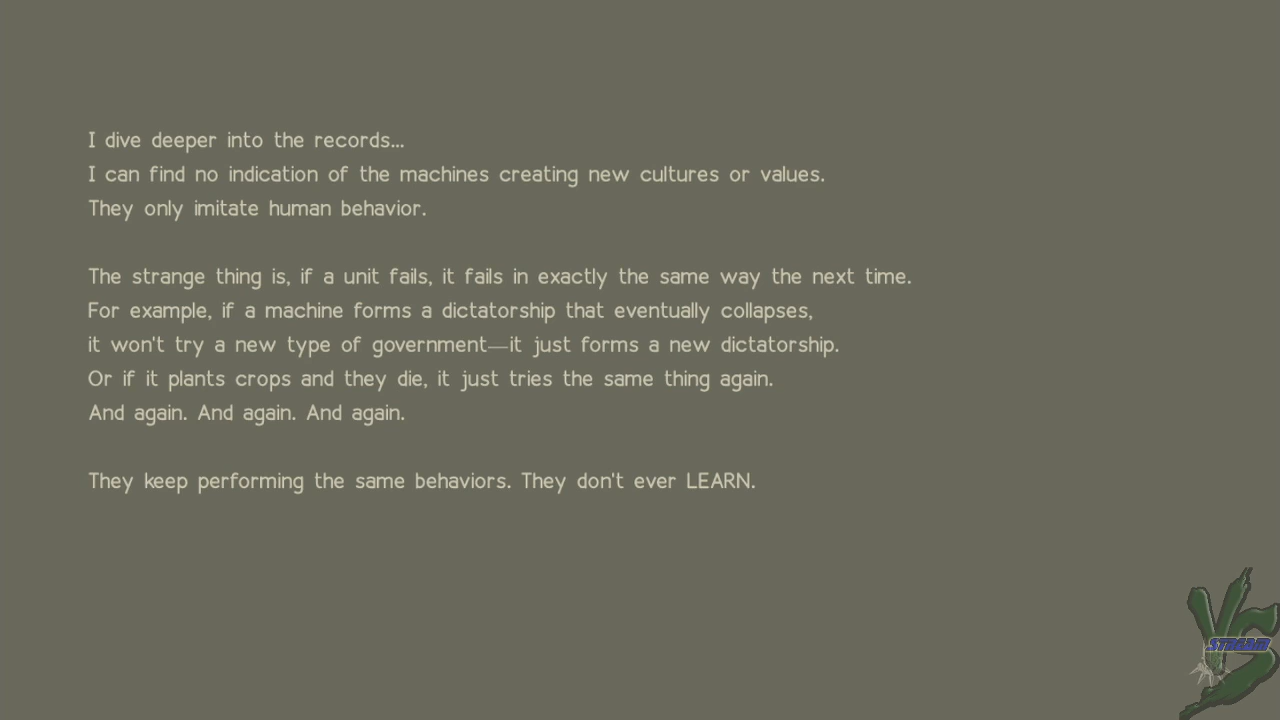 I dive deeper into the records...
I can find no indication of the machines creating new cultures or values.
They only imitate human behavior.
The strange thing is, if a unit fails, it fails in exactly the same way the next time.
For example, if a machine forms a dictatorship that eventually collapses,
it won't try a new type of government—it just forms a new dictatorship.
Or if it plants crops and they die, it just tries the same thing again.
And again. And again. And again.
They keep performing the same behaviors. They don't ever LEARN.
VS
STREAM